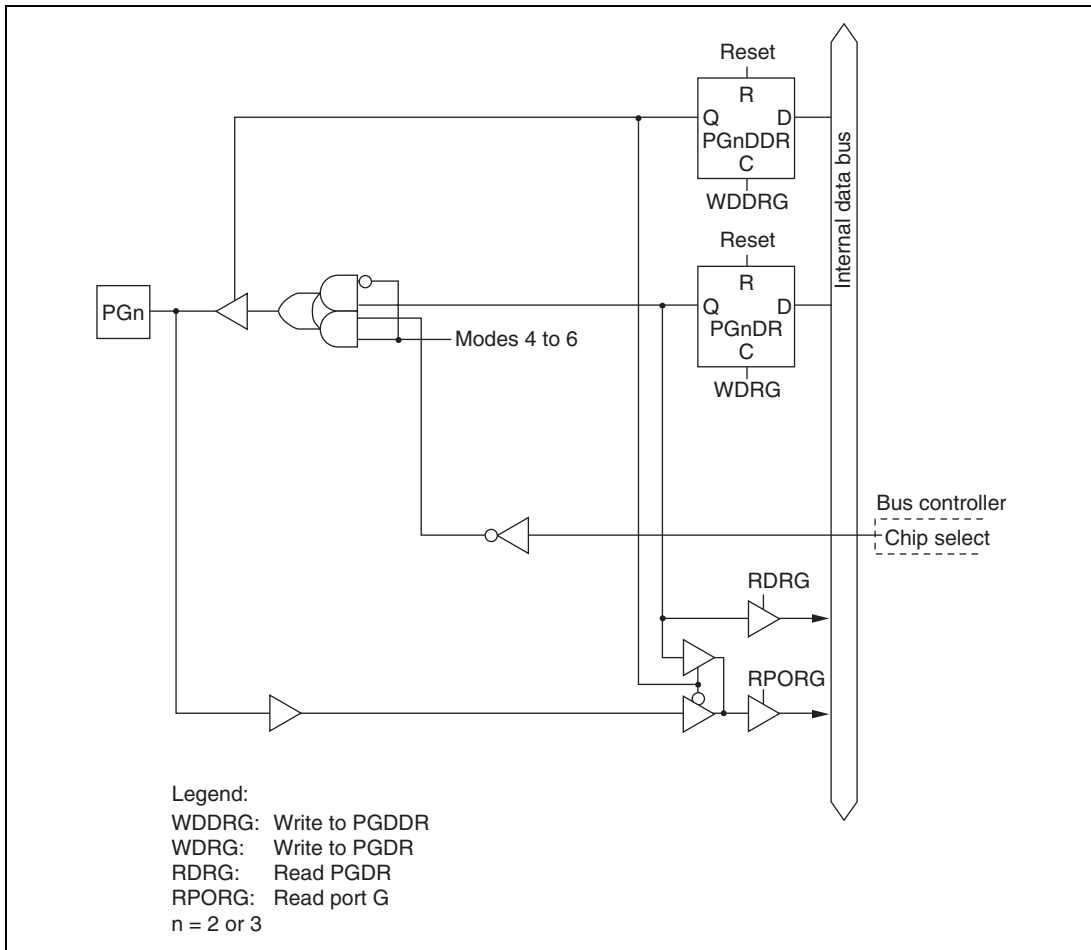 Reset
R
Q D
PGnDDR
C
WDDRG
Internal data bus
Reset
R
Q D
PGnDR
C
WDRG
PGn
Modes 4 to 6
Bus controller
Chip select
RDRG
RPORG
Legend:
WDDRG: Write to PGDDR
WDRG: Write to PGDR
RDRG: Read PGDR
RPORG: Read port G
n = 2 or 3